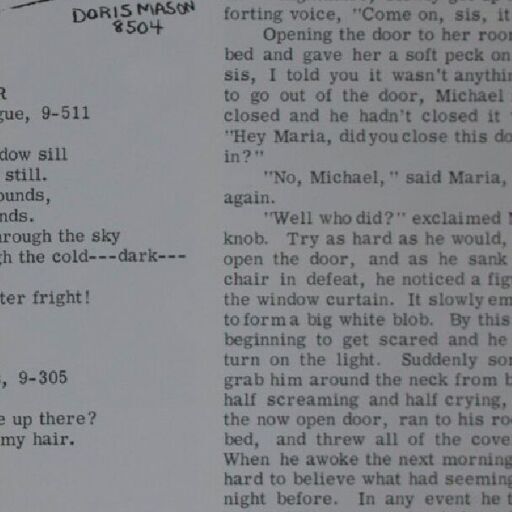 DORIS MASON
8504
R
gue, 9-511
dow sill
still.
ounds,
nds.
hrough the sky
gh the cold---dark---
ter fright!
, 9-305
e up there?
my hair.
forting voice, "Come on, sis, it
Opening the door to her roo
bed and gave her a soft peck on
sis, I told you it wasn't anythin
to go out of the door, Michael
closed and he hadn't closed it
"Hey Maria, did you close this do
in?"
"No, Michael," said Maria,
again.
"Well who did?" exclaimed M
knob. Try as hard as he would,
open the door, and as he sank
chair in defeat, he noticed a fig
the window curtain. It slowly em
to form a big white blob. By this
beginning to get scared and he
turn on the light. Suddenly so
grab him around the neck from b
half screaming and half crying,
the now open door, ran to his ro
bed, and threw all of the cove
When he awoke the next morning
hard to believe what had seeming
night before. In any event he t